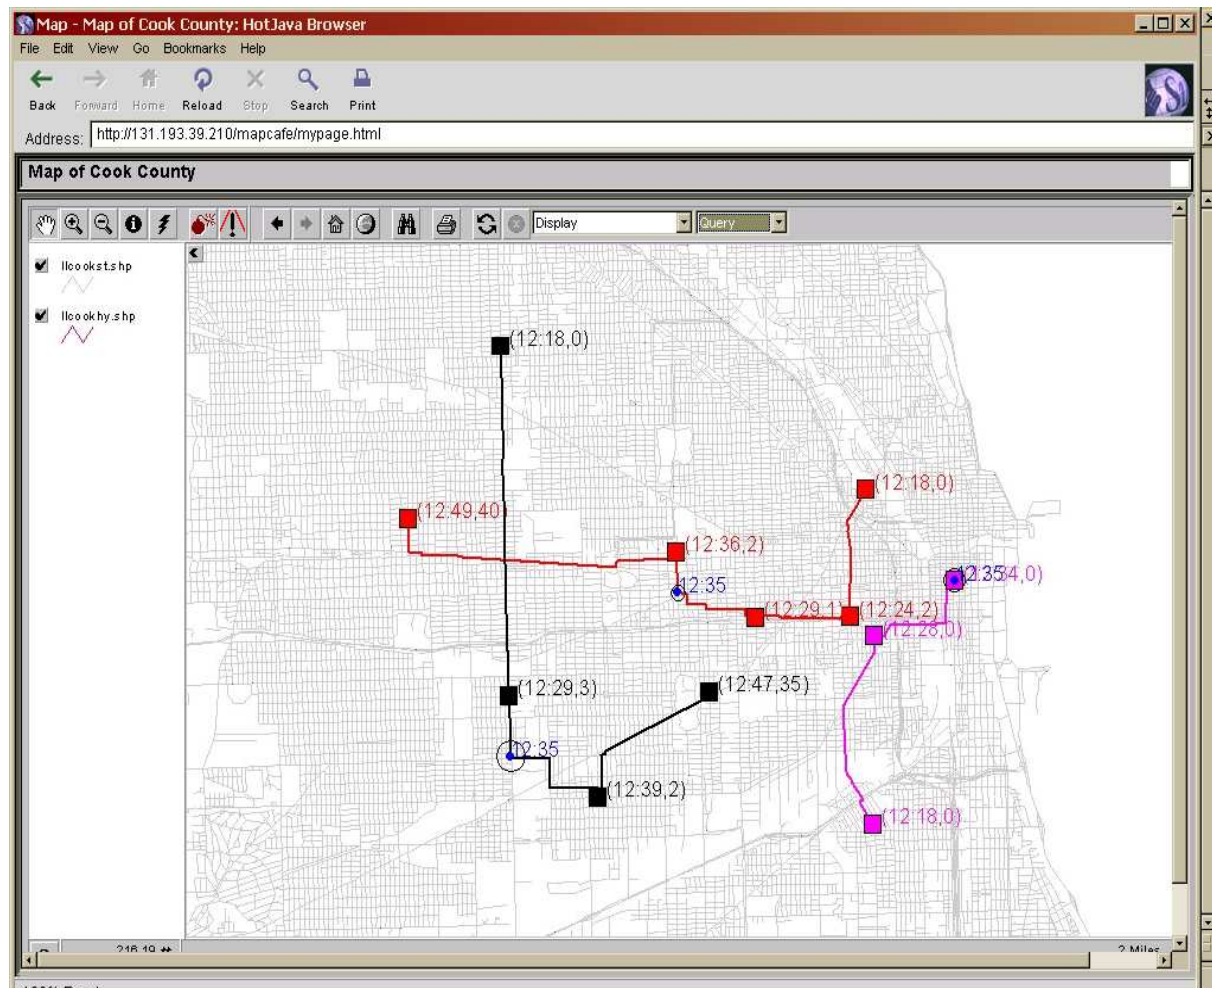 Map - Map of Cook County: HotJava Browser
File Edit View Go Bookmarks Help
Back Forward Home Reload Stop Search Print
Address: http://131.193.39.210/mapcafe/mypage.html
Map of Cook County
Display Query
Ilcookst.shp
Ilcookhy.shp
(12:18,0)
(12:18,0)
(12:49,40)
(12:36,2)
12:35
12:35
(12:29,1)
(12:24,2)
(12:28,0)
(12:29,3)
(12:47,35)
12:35
(12:39,2)
(12:18,0)
216.19
2 Miles